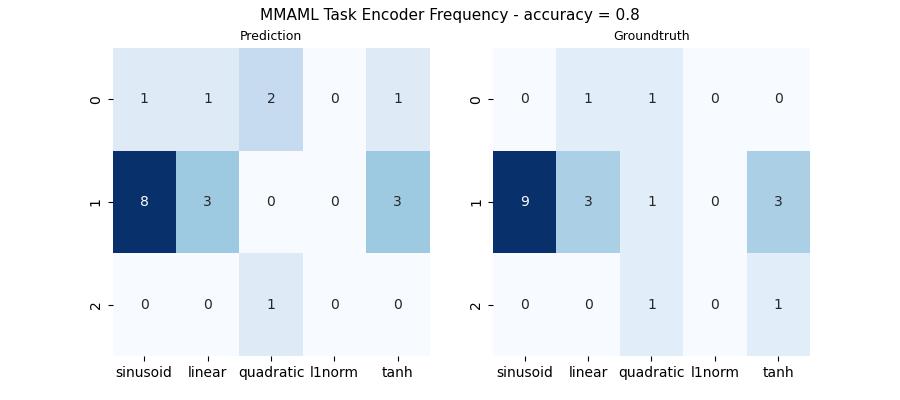 MMAML Task Encoder Frequency - accuracy = 0.8
Prediction
Groundtruth
0 1 1 2 0 1
1 8 3 0 0 3
2 0 0 1 0 0
sinusoid linear quadratic l1norm tanh
0 0 1 1 0 0
1 9 3 1 0 3
2 0 0 1 0 1
sinusoid linear quadratic l1norm tanh